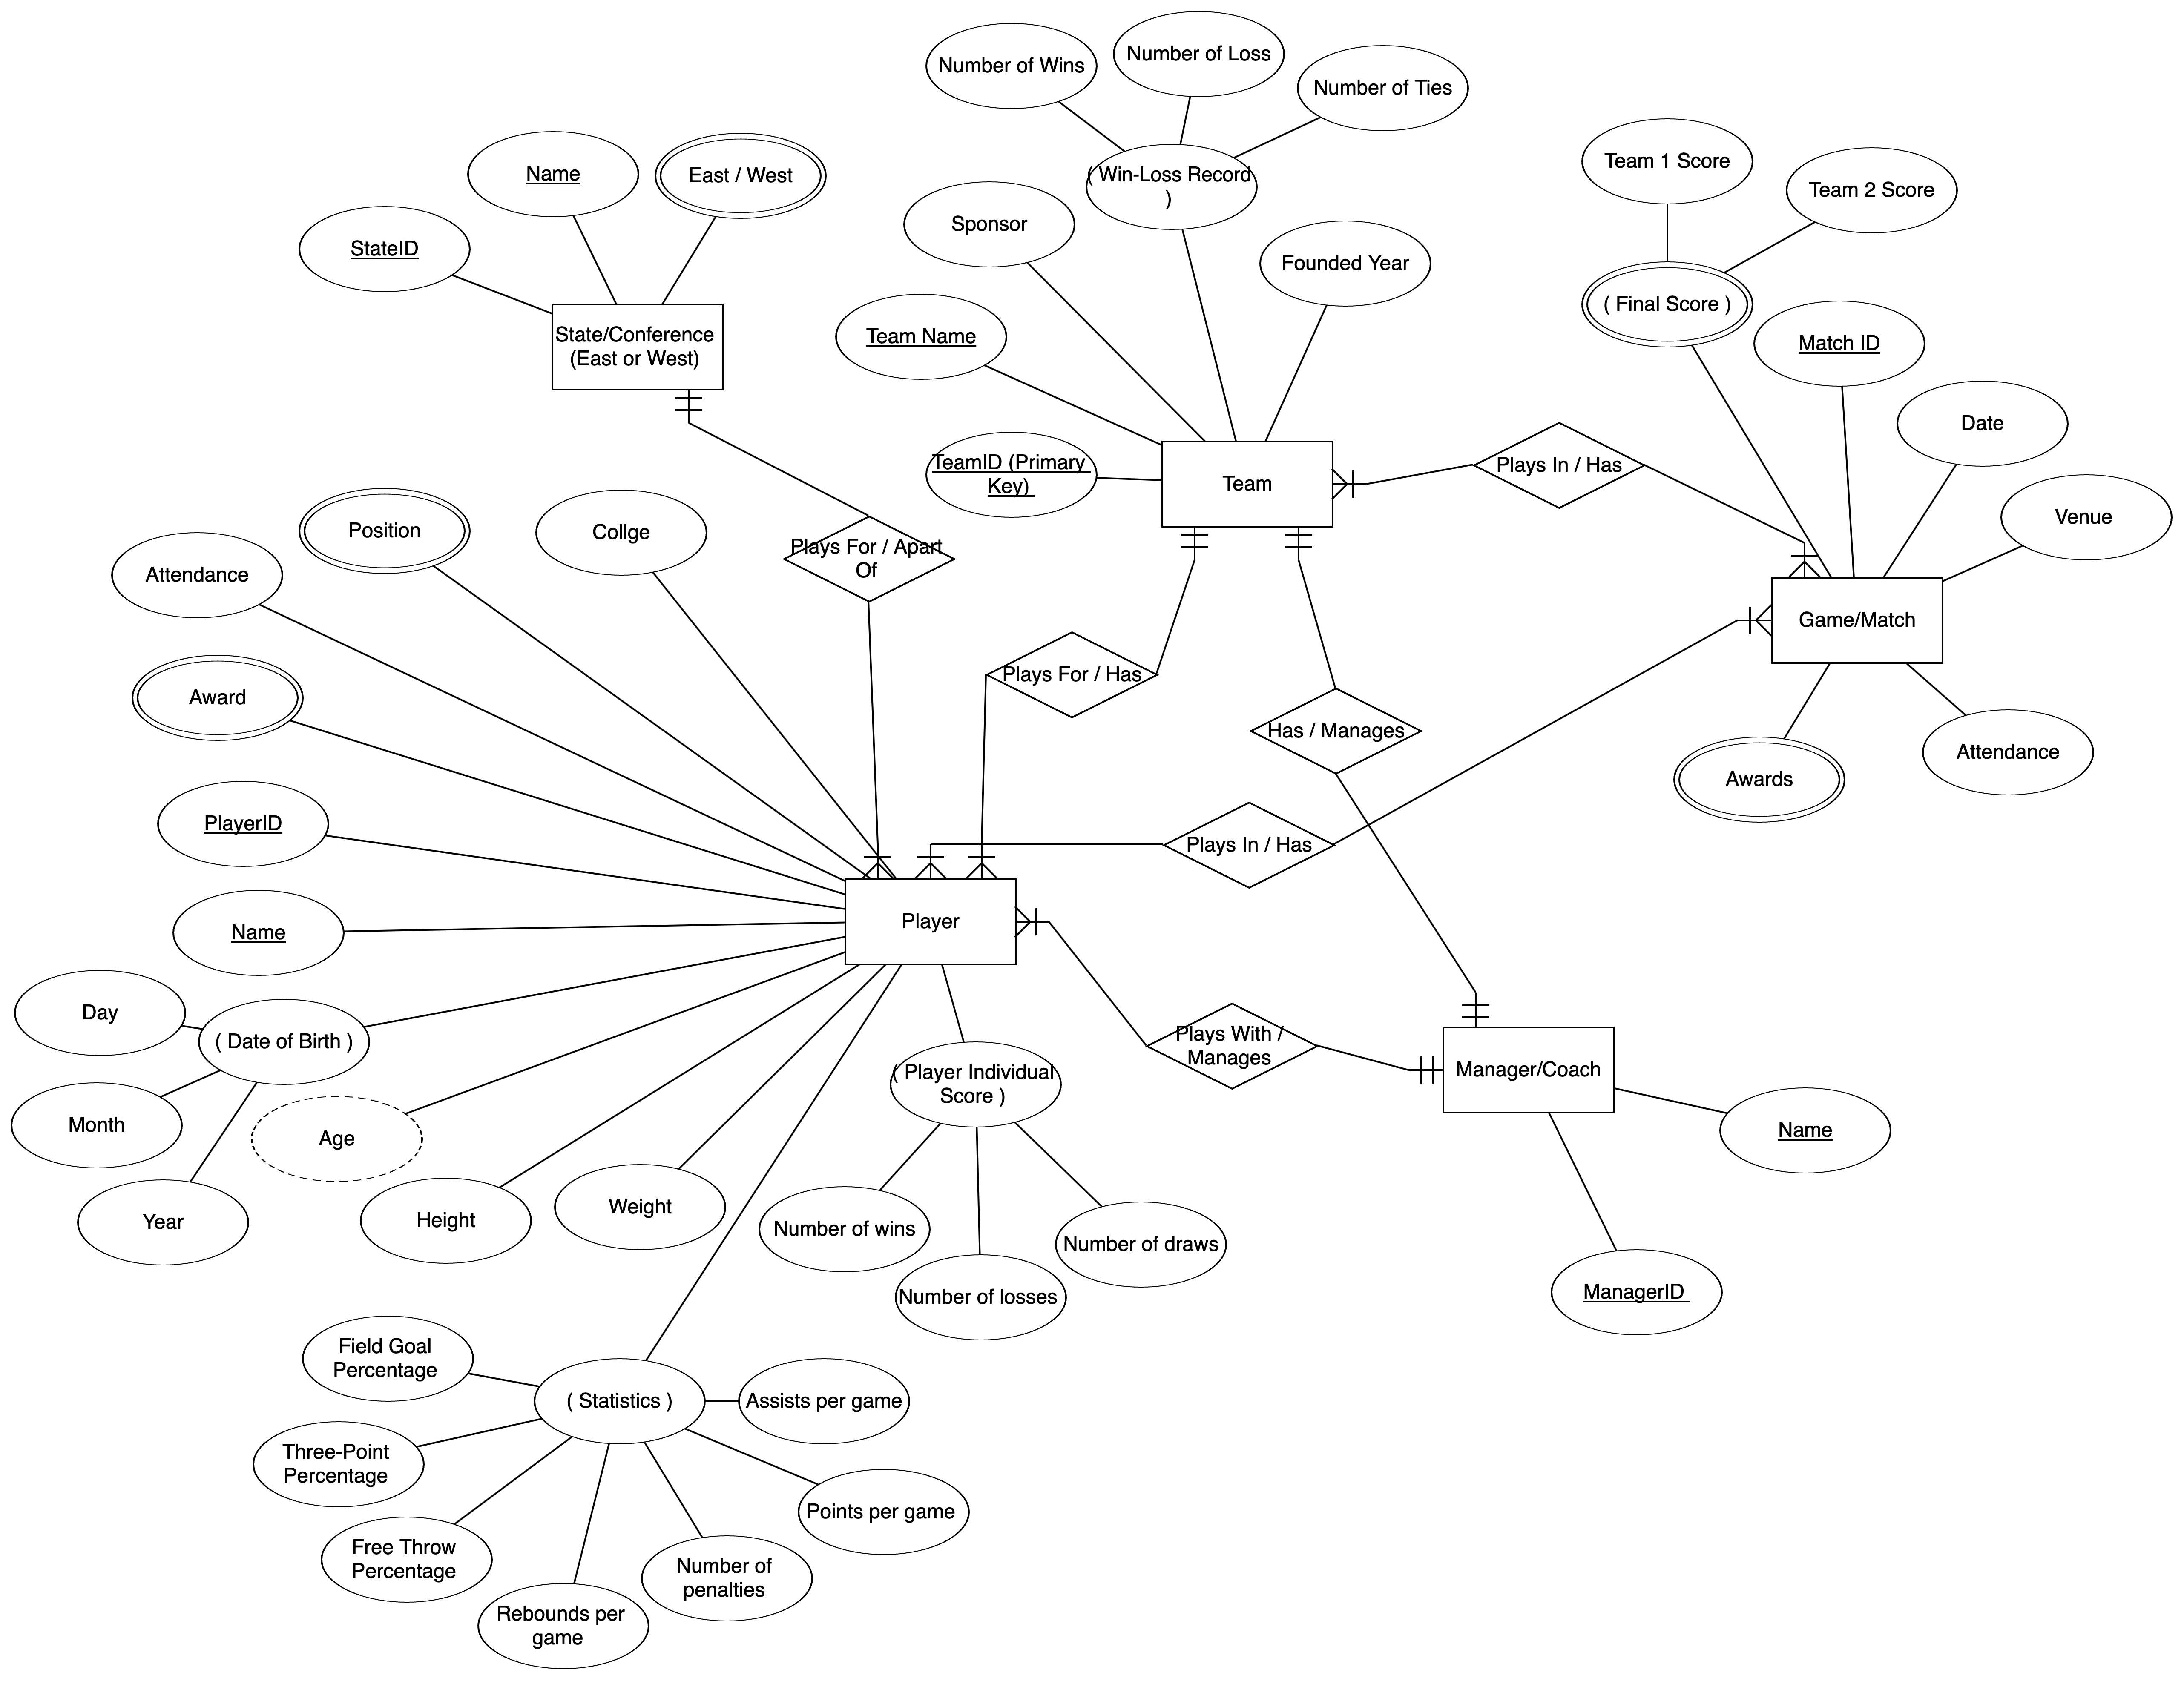 Number of Wins
Number of Loss
Number of Ties
( Win-Loss Record
)
Sponsor
Founded Year
Team Name
TeamID (Primary
Key)
Team
Name
East / West
StateID
State/Conference
(East or West)
Team 1 Score
Team 2 Score
( Final Score )
Match ID
Date
Venue
Plays In / Has
Game/Match
Awards
Attendance
Position
Collge
Attendance
Award
PlayerID
Name
Plays For / Apart
Of
Plays For / Has
Has / Manages
Plays In / Has
Player
Day
( Date of Birth )
Month
Year
Age
Height
Weight
( Player Individual
Score )
Number of wins
Number of losses
Number of draws
Plays With /
Manages
Manager/Coach
Name
ManagerID
Field Goal
Percentage
( Statistics )
Assists per game
Three-Point
Percentage
Points per game
Free Throw
Percentage
Number of
penalties
Rebounds per
game